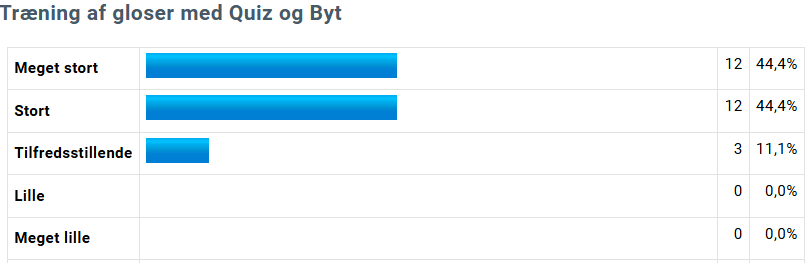 Træning af gloser med Quiz og Byt
Meget stort 12 44,4%
Stort 12 44,4%
Tilfredsstillende 3 11,1%
Lille 0 0,0%
Meget lille 0 0,0%